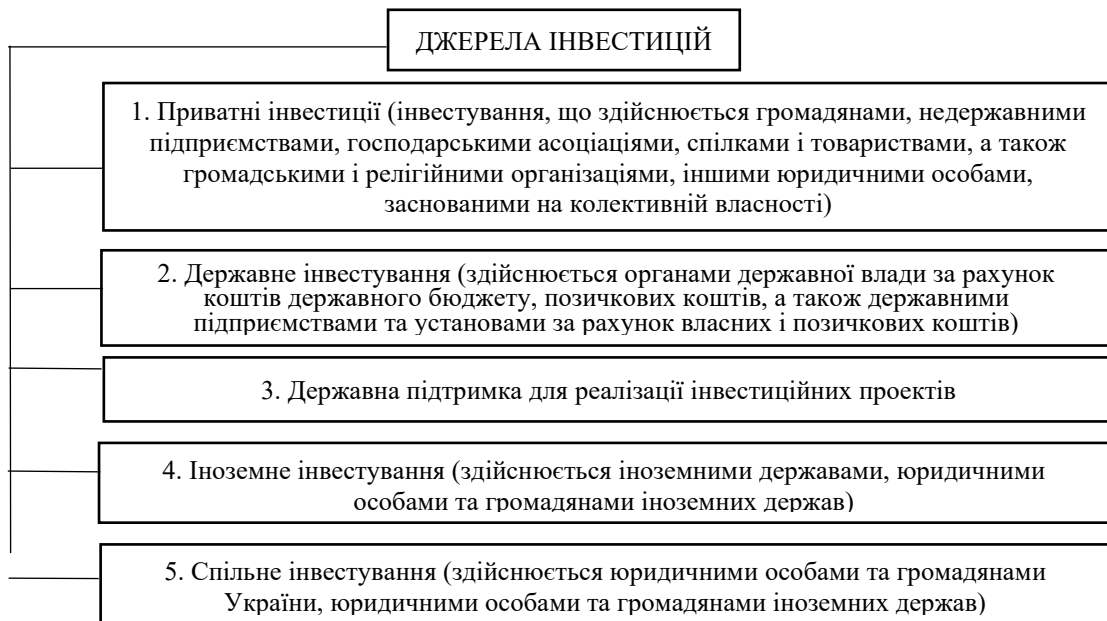 ДЖЕРЕЛА ІНВЕСТИЦІЙ
1. Приватні інвестиції (інвестування, що здійснюється громадянами, недержавними
підприємствами, господарськими асоціаціями, спілками і товариствами, а також
громадськими і релігійними організаціями, іншими юридичними особами,
заснованими на колективній власності)
2. Державне інвестування (здійснюється органами державної влади за рахунок
коштів державного бюджету, позичкових коштів, а також державними
підприємствами та установами за рахунок власних і позичкових коштів)
3. Державна підтримка для реалізації інвестиційних проектів
4. Іноземне інвестування (здійснюється іноземними державами, юридичними
особами та громадянами іноземних держав)
5. Спільне інвестування (здійснюється юридичними особами та громадянами
України, юридичними особами та громадянами іноземних держав)